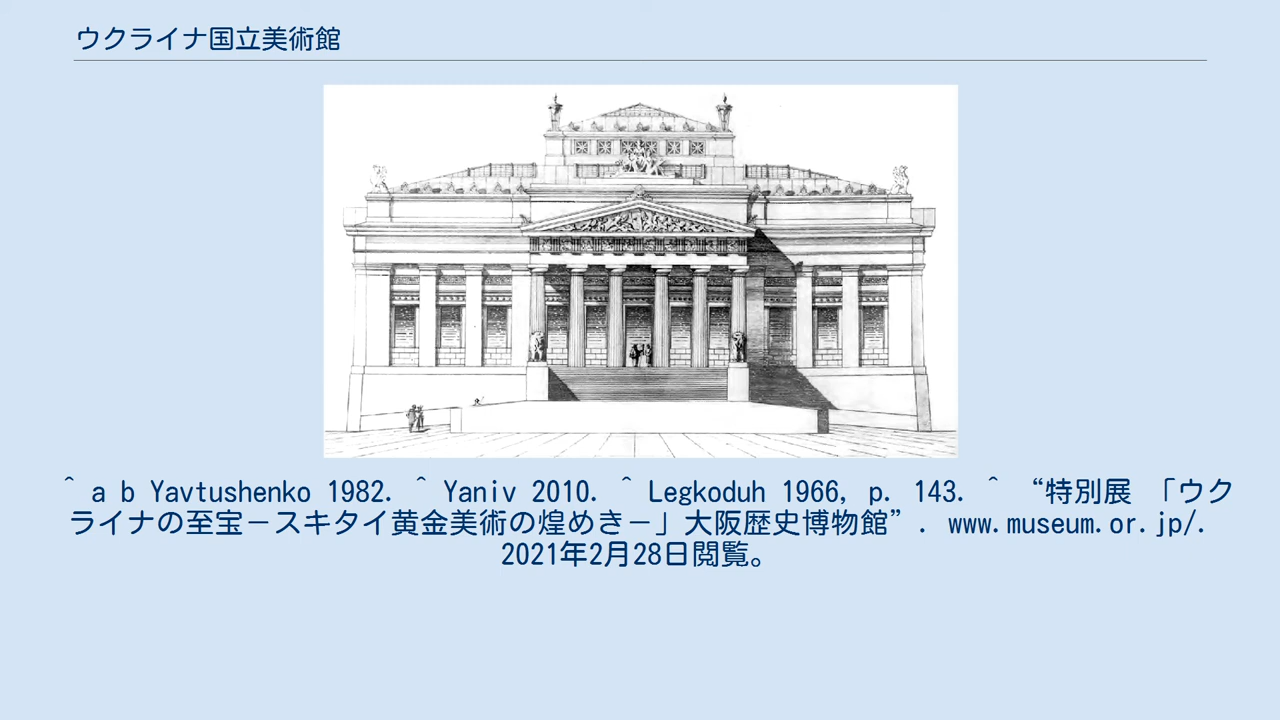 ウクライナ国立美術館
^ a b Yavtushenko 1982. ^ Yaniv 2010. ^ Legkoduh 1966, p. 143. ^ “特別展 「ウク
ライナの至宝－スキタイ黄金美術の煌めき－」大阪歴史博物館”. www.museum.or.jp/.
2021年2月28日閲覧。